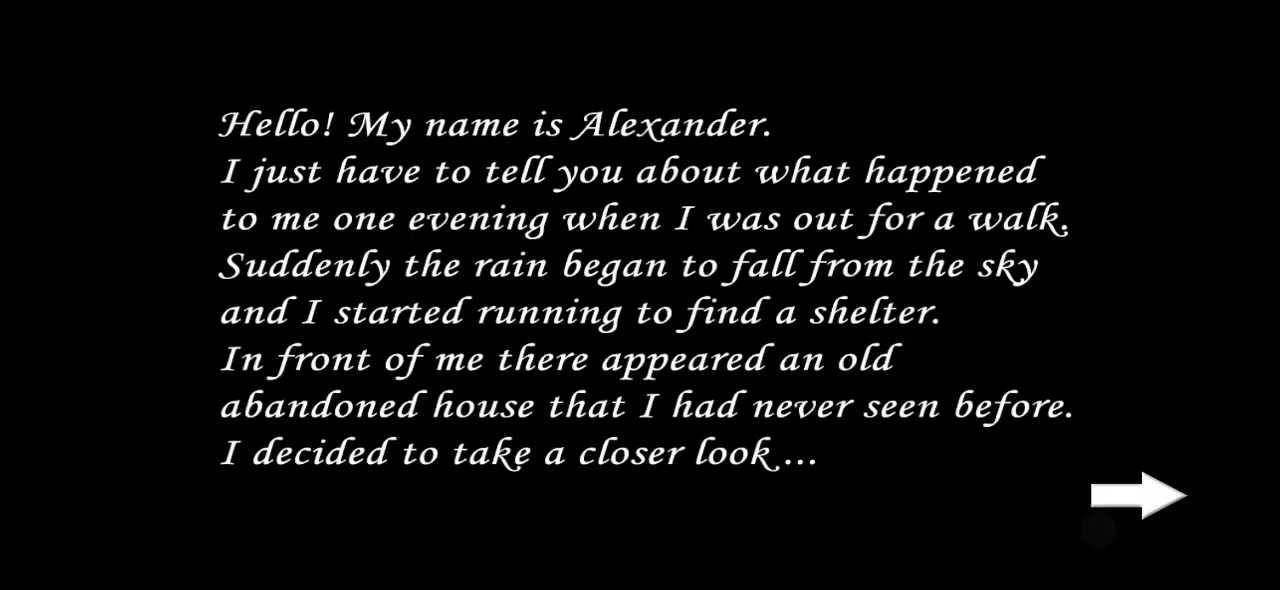 Hello! My name is Alexander.
I just have to tell you about what happened
to me one evening when I was out for a walk.
Suddenly the rain began to fall from the sky
and I started running to find a shelter.
In front of me there appeared an old
abandoned house that I had never seen before.
I decided to take a closer look ...